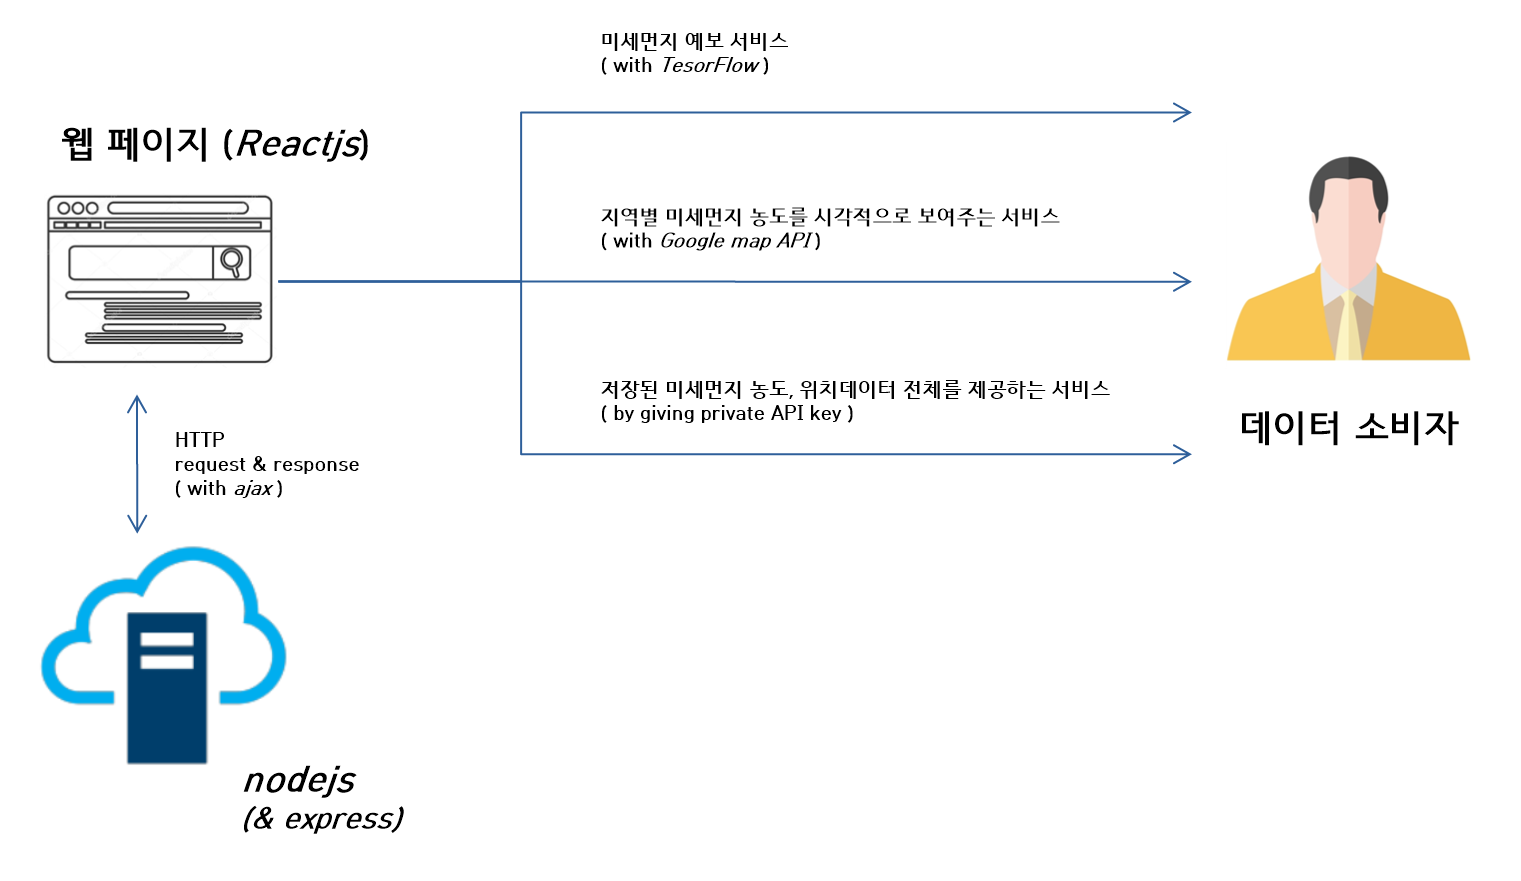 미세먼지 예보 서비스
( with TesorFlow )
웹 페이지 (Reactjs)
지역별 미세먼지 농도를 시각적으로 보여주는 서비스
( with Google map API )
저장된 미세먼지 농도, 위치데이터 전체를 제공하는 서비스
( by giving private API key )
데이터 소비자
HTTP
request & response
( with ajax )
nodejs
(& express)